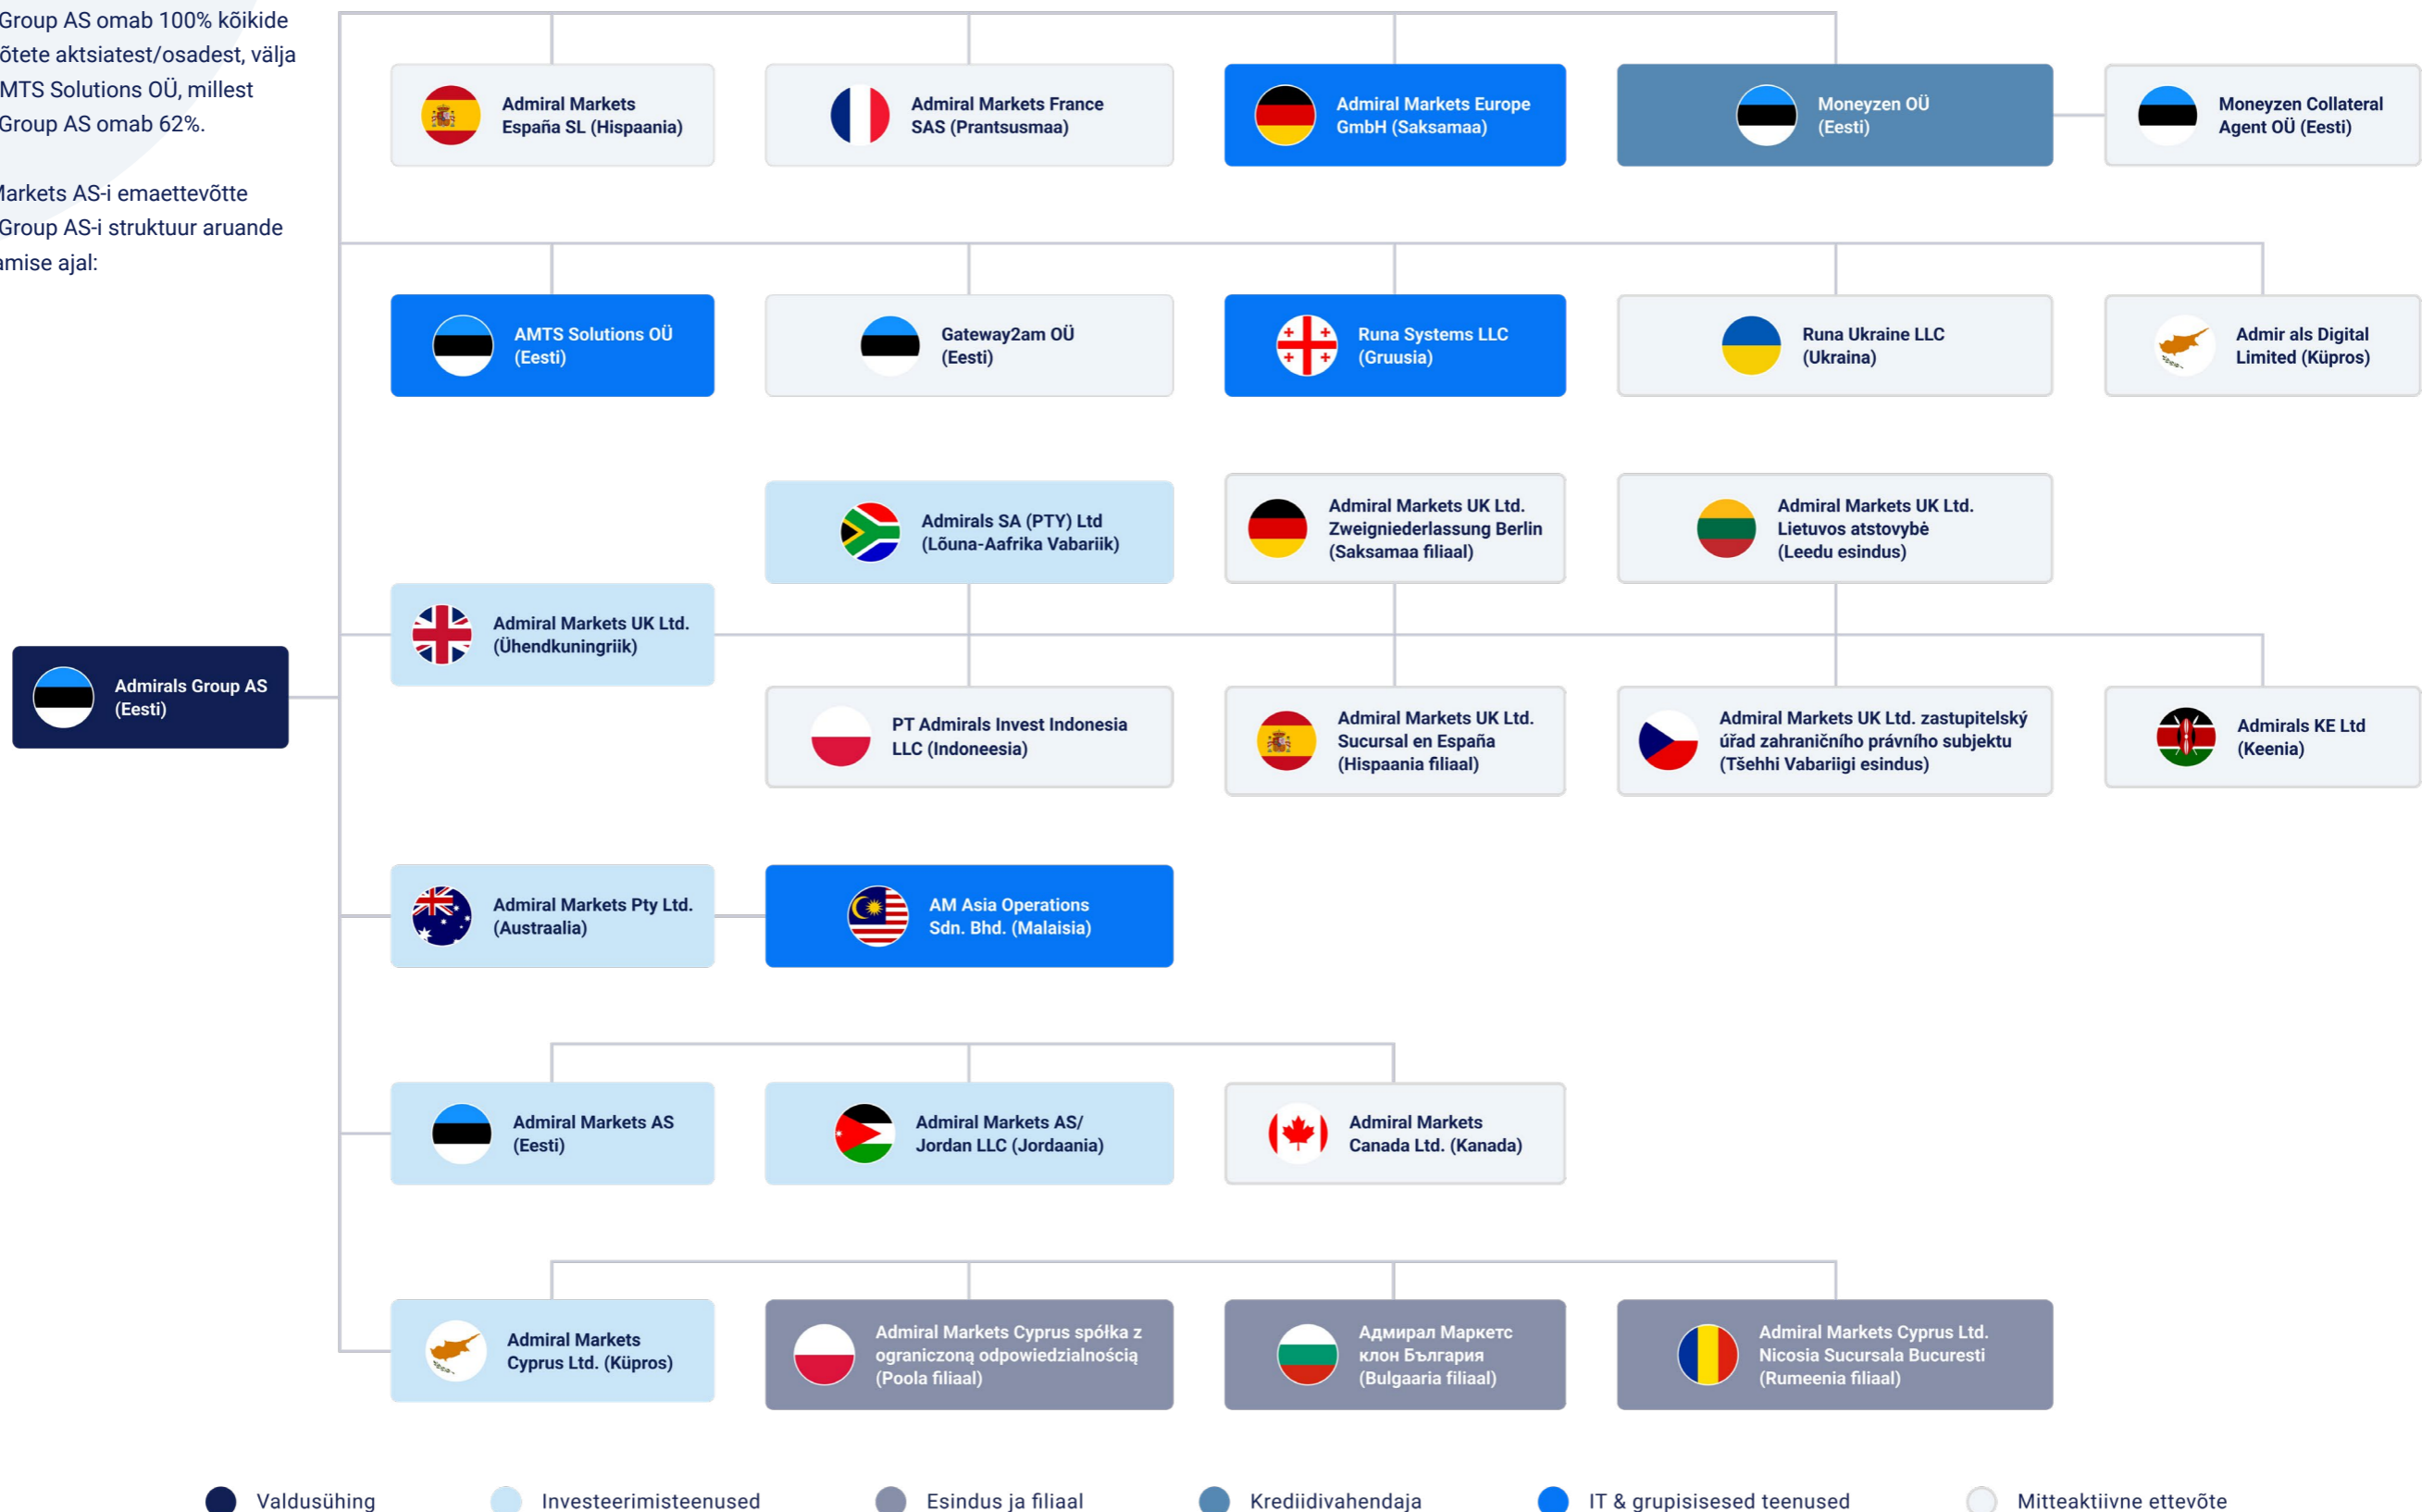 Group AS omab 100% kõikide
õtete aktsiatest/osadest, välja
MTS Solutions OÜ, millest
Group AS omab 62%.
Markets AS-i emaettevõtte
Group AS-i struktuur aruande
amise ajal:
Admiral Markets
España SL (Hispaania)
Admiral Markets France
SAS (Prantsusmaa)
Admiral Markets Europe
GmbH (Saksamaa)
Moneyzen OÜ
(Eesti)
Moneyzen Collateral
Agent OÜ (Eesti)
AMTS Solutions OÜ
(Eesti)
Gateway2am OÜ
(Eesti)
Runa Systems LLC
(Gruusia)
Runa Ukraine LLC
(Ukraina)
Admir als Digital
Limited (Küpros)
Admirals SA (PTY) Ltd
(Lõuna-Aafrika Vabariik)
Admiral Markets UK Ltd.
Zweigniederlassung Berlin
(Saksamaa filiaal)
Admiral Markets UK Ltd.
Lietuvos atstovybė
(Leedu esindus)
Admiral Markets UK Ltd.
(Ühendkuningriik)
Admirals Group AS
(Eesti)
PT Admirals Invest Indonesia
LLC (Indoneesia)
Admiral Markets UK Ltd.
Sucursal en España
(Hispaania filiaal)
Admiral Markets UK Ltd. zastupitelský
úřad zahraničního právního subjektu
(Tšehhi Vabariigi esindus)
Admirals KE Ltd
(Keenia)
Admiral Markets Pty Ltd.
(Austraalia)
AM Asia Operations
Sdn. Bhd. (Malaisia)
Admiral Markets AS
(Eesti)
Admiral Markets AS/
Jordan LLC (Jordaania)
Admiral Markets
Canada Ltd. (Kanada)
Admiral Markets
Cyprus Ltd. (Küpros)
Admiral Markets Cyprus spółka z
ograniczoną odpowiedzialnością
(Poola filiaal)
Адмирал Маркетс
клон България
(Bulgaaria filiaal)
Admiral Markets Cyprus Ltd.
Nicosia Sucursala Bucuresti
(Rumeenia filiaal)
Valdusühing
Investeerimisteenused
Esindus ja filiaal
Krediidivahendaja
IT & grupisisesed teenused
Mitteaktiivne ettevõte